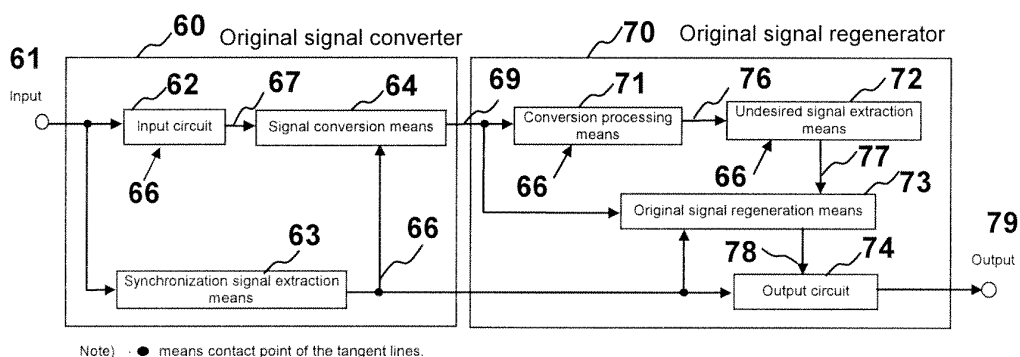 60
Original signal converter
70
Original signal regenerator
61
Input
62
67
64
69
71
76
72
Input circuit
Signal conversion means
Conversion processing
means
Undesired signal extraction
means
66
66
66
77
73
Original signal regeneration means
63
66
78
74
79
Output
Synchronization signal extraction
means
Output circuit
Note) · ● means contact point of the tangent lines.